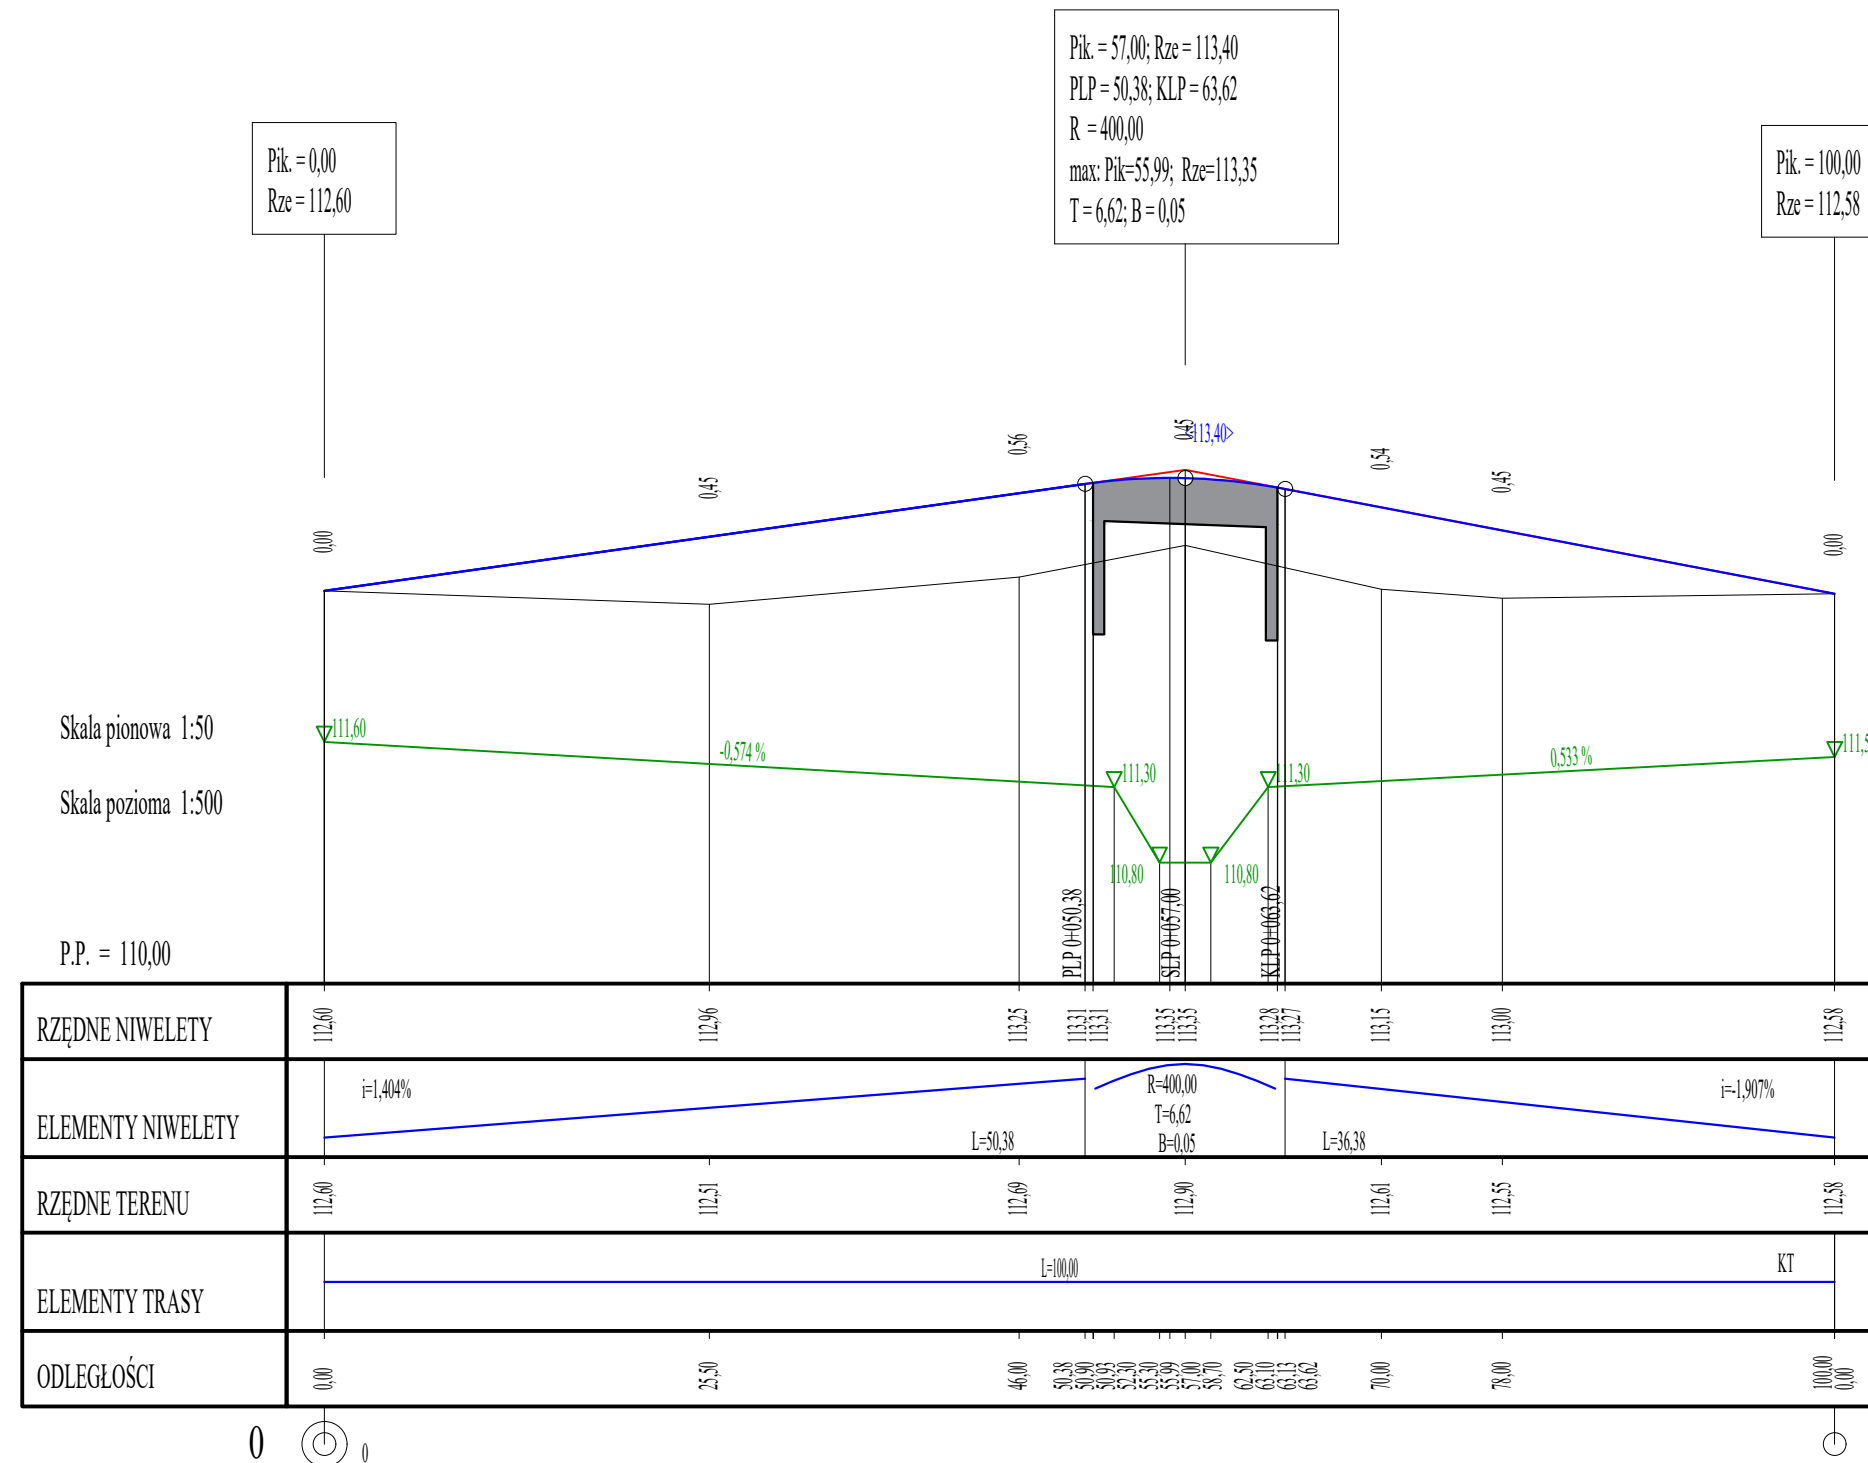 Pik. = 57,00; Rze = 113,40
PLP = 50,38; KLP = 63,62
R = 400,00
max: Pik=55,99; Rze=113,35
T = 6,62; B = 0,05
Pik. = 0,00
Rze = 112,60
Pik. = 100,00
Rze = 112,58
0,00
0,45
0,56
0,45
<113,40>
0,54
0,45
0,00
Skala pionowa 1:50
Skala pozioma 1:500
P.P. = 110,00
111,60
-0,574 %
111,30
110,80
110,80
111,30
0,533 %
111,5
PLP 0+050,38
SLP 0+057,00
KLP 0+063,62
RZĘDNE NIWELETY
112,60
112,96
113,25
113,31
113,31
113,35
113,35
113,28
113,27
113,15
113,00
112,58
ELEMENTY NIWELETY
i=1,404%
L=50,38
R=400,00
T=6,62
B=0,05
L=36,38
i=-1,907%
RZĘDNE TERENU
112,60
112,51
112,69
112,90
112,61
112,55
112,58
ELEMENTY TRASY
L=100,00
KT
ODLEGŁOŚCI
0,00
25,50
46,00
50,38
50,90
50,93
52,30
55,30
55,99
57,00
58,70
62,50
63,10
63,13
63,62
70,00
78,00
100,00
0,00
0
0